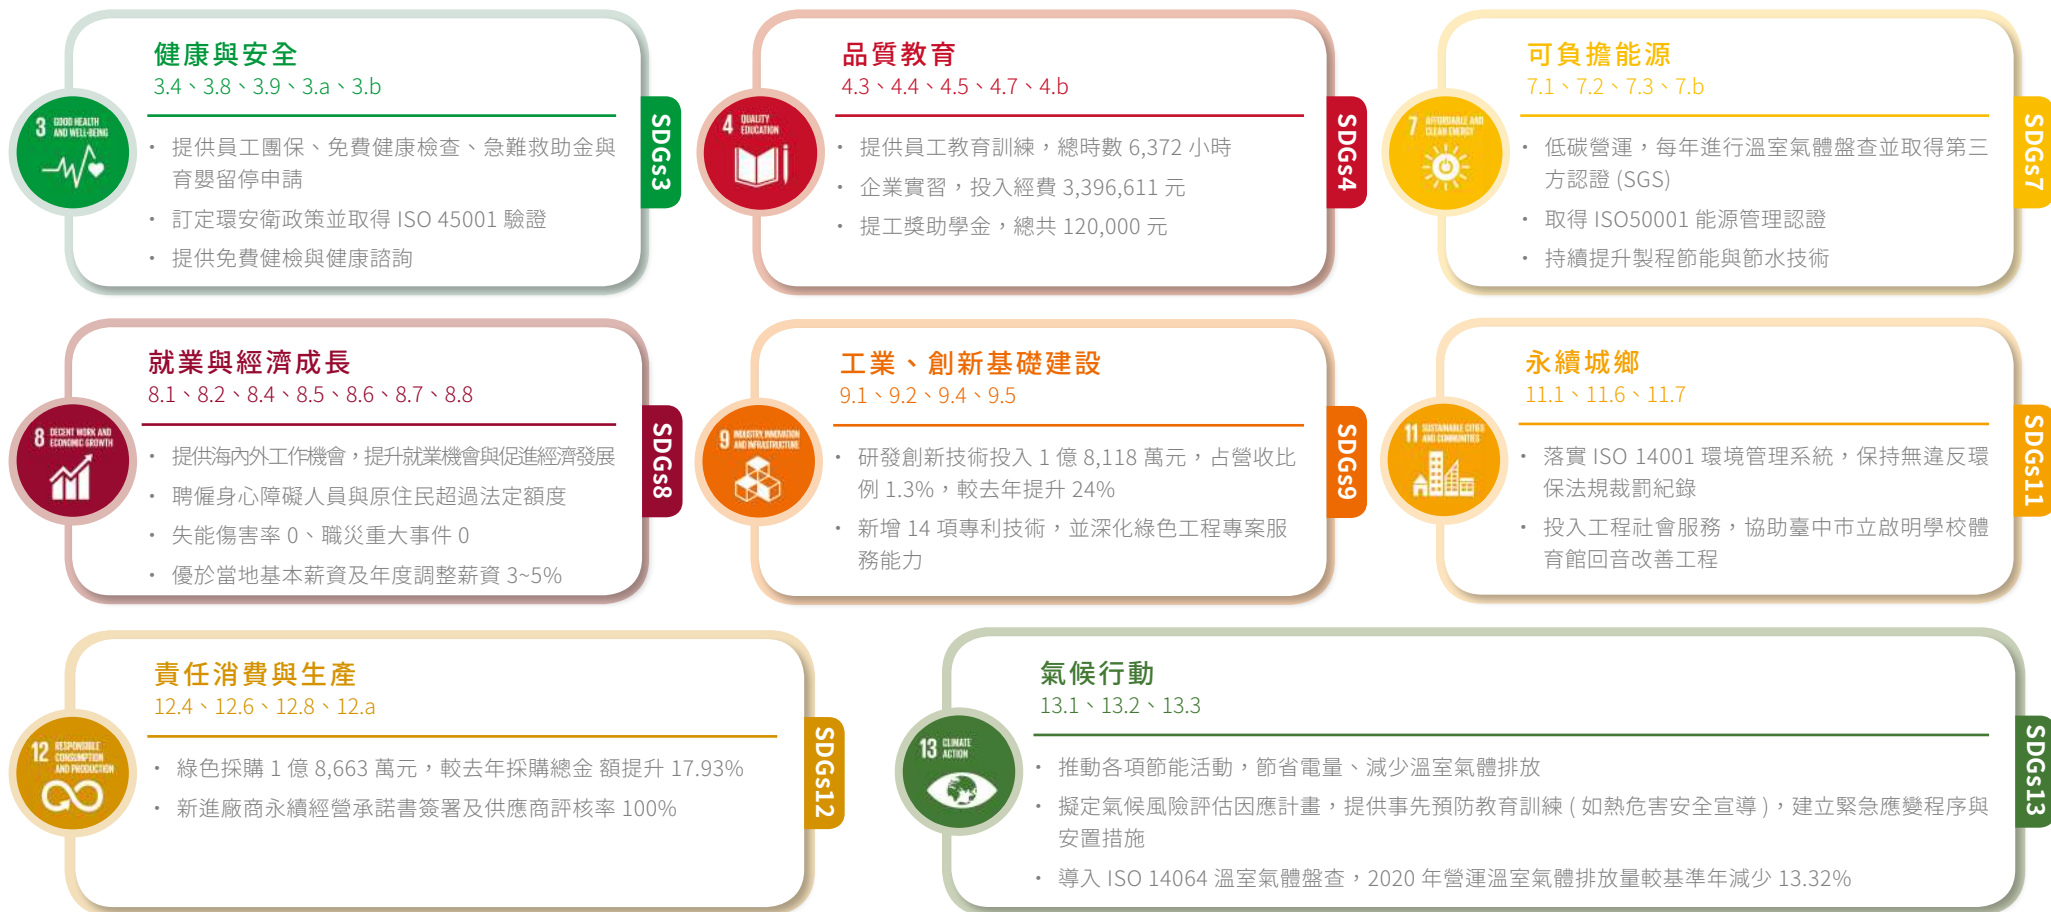 健康與安全
3.4、3.8、3.9、3.a、3.b
3 GOOD HEALTH
AND WELL-BEING
• 提供員工團保、免費健康檢查、急難救助金與
育嬰留停申請
• 訂定環安衛政策並取得 ISO 45001 驗證
• 提供免費健檢與健康諮詢
SDGs3
品質教育
4.3、4.4、4.5、4.7、4.b
4 QUALITY
EDUCATION
• 提供員工教育訓練，總時數 6,372 小時
• 企業實習，投入經費 3,396,611 元
• 提工獎助學金，總共 120,000 元
SDGs4
可負擔能源
7.1、7.2、7.3、7.b
7 AFFORDABLE AND
CLEAN ENERGY
• 低碳營運，每年進行溫室氣體盤查並取得第三
方認證 (SGS)
• 取得 ISO50001 能源管理認證
• 持續提升製程節能與節水技術
SDGs7
就業與經濟成長
8.1、8.2、8.4、8.5、8.6、8.7、8.8
8 DECENT WORK AND
ECONOMIC GROWTH
• 提供海內外工作機會，提升就業機會與促進經濟發展
• 聘僱身心障礙人員與原住民超過法定額度
• 失能傷害率 0、職災重大事件 0
• 優於當地基本薪資及年度調整薪資 3~5%
SDGs8
工業、創新基礎建設
9.1、9.2、9.4、9.5
9 INDUSTRY, INNOVATION
AND INFRASTRUCTURE
• 研發創新技術投入 1 億 8,118 萬元，占營收比
例 1.3%，較去年提升 24%
• 新增 14 項專利技術，並深化綠色工程專案服
務能力
SDGs9
永續城鄉
11.1、11.6、11.7
11 SUSTAINABLE CITIES
AND COMMUNITIES
• 落實 ISO 14001 環境管理系統，保持無違反環
保法規裁罰紀錄
• 投入工程社會服務，協助臺中市立啟明學校體
育館回音改善工程
SDGs11
責任消費與生產
12.4、12.6、12.8、12.a
12 RESPONSIBLE
CONSUMPTION
AND PRODUCTION
• 綠色採購 1 億 8,663 萬元，較去年採購總金 額提升 17.93%
• 新進廠商永續經營承諾書簽署及供應商評核率 100%
SDGs12
氣候行動
13.1、13.2、13.3
13 CLIMATE
ACTION
• 推動各項節能活動，節省電量、減少溫室氣體排放
• 擬定氣候風險評估因應計畫，提供事先預防教育訓練 ( 如熱危害安全宣導 )，建立緊急應變程序與
安置措施
• 導入 ISO 14064 溫室氣體盤查，2020 年營運溫室氣體排放量較基準年減少 13.32%
SDGs13